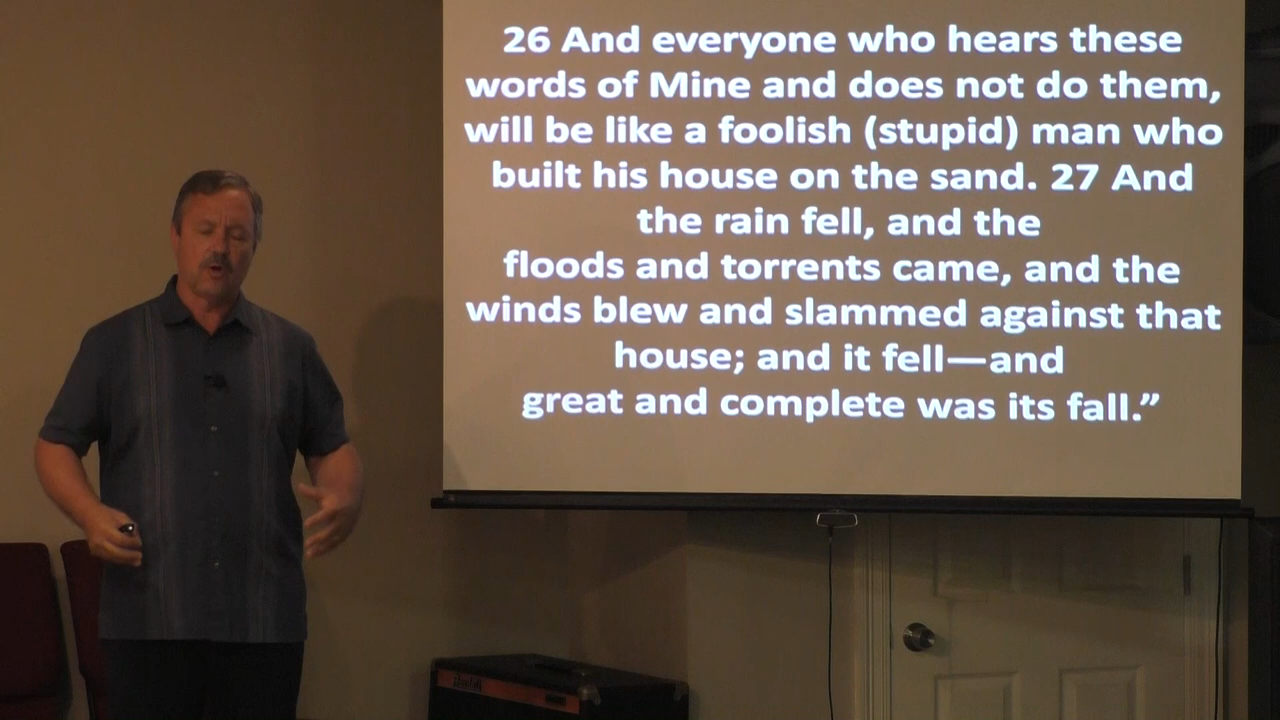 26 And everyone who hears these
words of Mine and does not do them,
will be like a foolish (stupid) man who
built his house on the sand. 27 And
the rain fell, and the
floods and torrents came, and the
winds blew and slammed against that
house; and it fell—and
great and complete was its fall.”